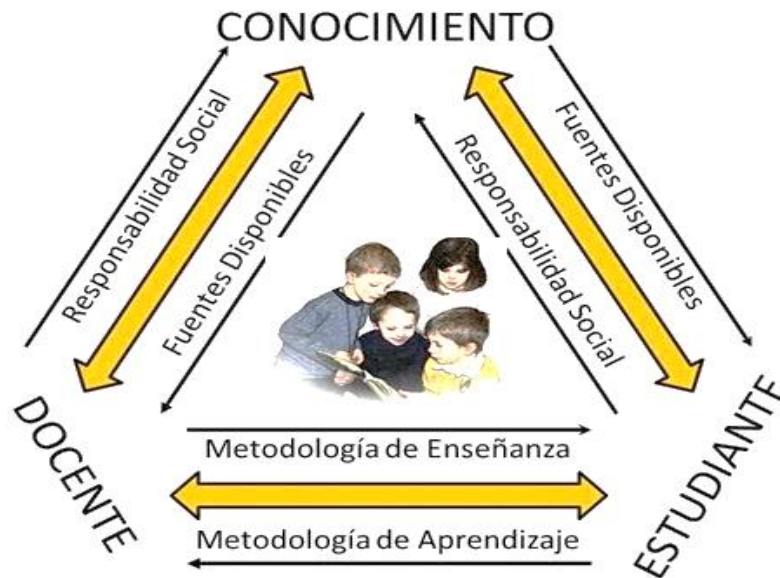 CONOCIMIENTO
Responsabilidad Social
Fuentes Disponibles
Responsabilidad Social
Fuentes Disponibles
DOCENTE
Metodología de Enseñanza
Metodología de Aprendizaje
ESTUDIANTE